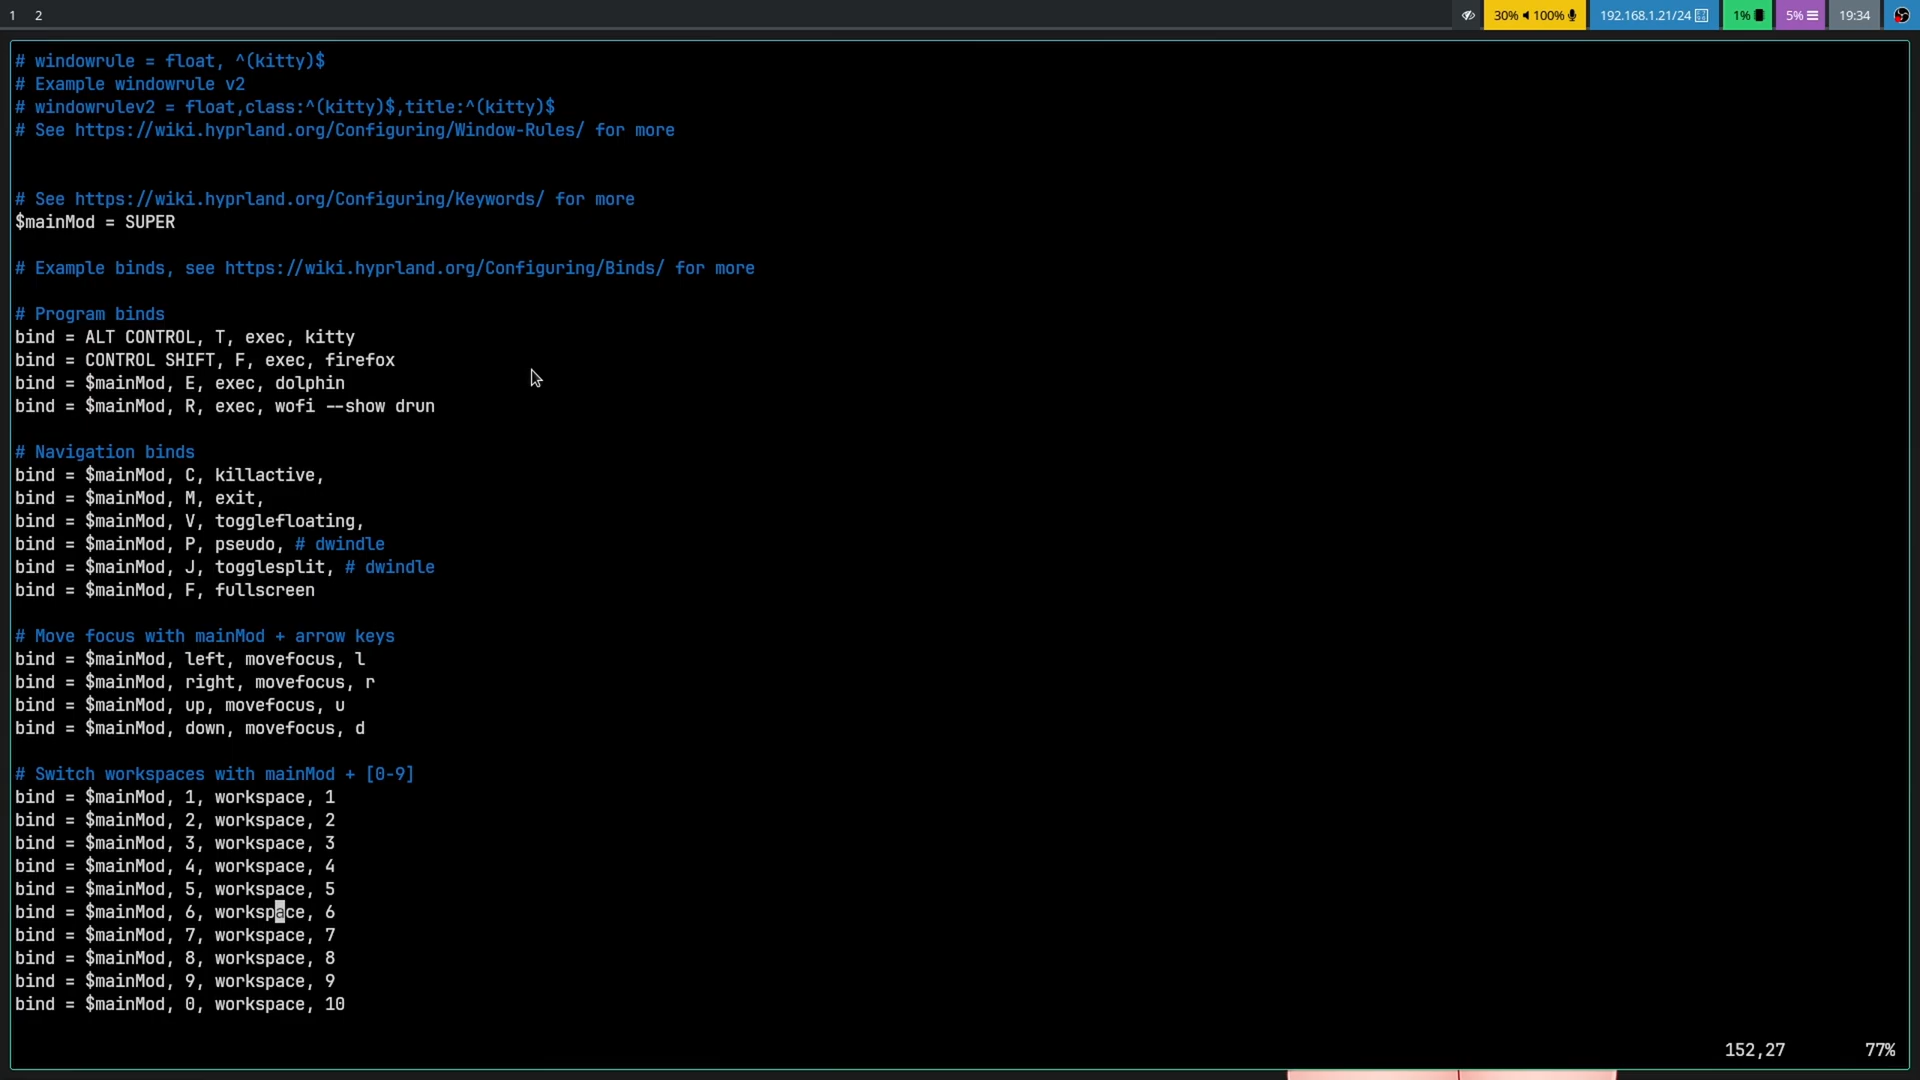 1 2 30% 100% 192.168.1.21/24 1% 5% 19:34
# windowrule = float, ^(kitty)$
# Example windowrule v2
# windowrulev2 = float,class:^(kitty)$,title:^(kitty)$
# See https://wiki.hyprland.org/Configuring/Window-Rules/ for more
# See https://wiki.hyprland.org/Configuring/Keywords/ for more
$mainMod = SUPER
# Example binds, see https://wiki.hyprland.org/Configuring/Binds/ for more
# Program binds
bind = ALT CONTROL, T, exec, kitty
bind = CONTROL SHIFT, F, exec, firefox
bind = $mainMod, E, exec, dolphin
bind = $mainMod, R, exec, wofi --show drun
# Navigation binds
bind = $mainMod, C, killactive,
bind = $mainMod, M, exit,
bind = $mainMod, V, togglefloating,
bind = $mainMod, P, pseudo, # dwindle
bind = $mainMod, J, togglesplit, # dwindle
bind = $mainMod, F, fullscreen
# Move focus with mainMod + arrow keys
bind = $mainMod, left, movefocus, l
bind = $mainMod, right, movefocus, r
bind = $mainMod, up, movefocus, u
bind = $mainMod, down, movefocus, d
# Switch workspaces with mainMod + [0-9]
bind = $mainMod, 1, workspace, 1
bind = $mainMod, 2, workspace, 2
bind = $mainMod, 3, workspace, 3
bind = $mainMod, 4, workspace, 4
bind = $mainMod, 5, workspace, 5
bind = $mainMod, 6, workspace, 6
bind = $mainMod, 7, workspace, 7
bind = $mainMod, 8, workspace, 8
bind = $mainMod, 9, workspace, 9
bind = $mainMod, 0, workspace, 10
152,27 77%